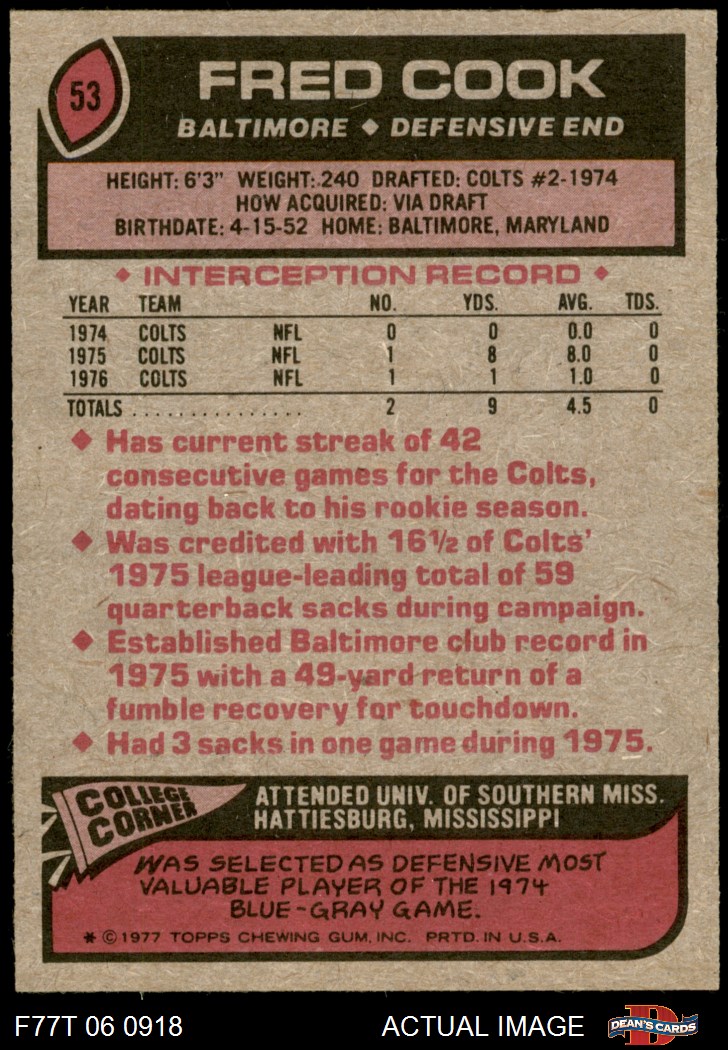 53
FRED COOK
BALTIMORE ◆ DEFENSIVE END
HEIGHT: 6'3" WEIGHT: 240 DRAFTED: COLTS #2-1974
HOW ACQUIRED: VIA DRAFT
BIRTHDATE: 4-15-52 HOME: BALTIMORE, MARYLAND
◆ INTERCEPTION RECORD ◆
YEAR TEAM NO. YDS. AVG. TDS.
1974 COLTS NFL 0 0 0.0 0
1975 COLTS NFL 1 8 8.0 0
1976 COLTS NFL 1 1 1.0 0
TOTALS . . . . . . . . . . . . . . . . 2 9 4.5 0
◆ Has current streak of 42
consecutive games for the Colts,
dating back to his rookie season.
◆ Was credited with 16½ of Colts'
1975 league-leading total of 59
quarterback sacks during campaign.
◆ Established Baltimore club record in
1975 with a 49-yard return of a
fumble recovery for touchdown.
◆ Had 3 sacks in one game during 1975.
COLLEGE
CORNER
ATTENDED UNIV. OF SOUTHERN MISS.
HATTIESBURG, MISSISSIPPI
WAS SELECTED AS DEFENSIVE MOST
VALUABLE PLAYER OF THE 1974
BLUE-GRAY GAME.
* © 1977 TOPPS CHEWING GUM, INC. PRTD. IN U.S.A.
F77T 06 0918 ACTUAL IMAGE
D
DEAN'S CARDS